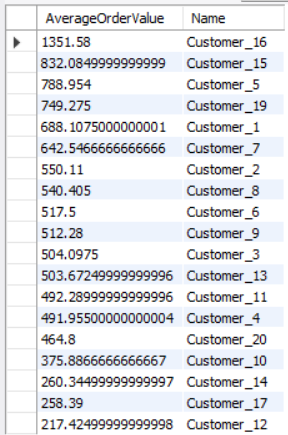 AverageOrderValue Name
1351.58 Customer_16
832.0849999999999 Customer_15
788.954 Customer_5
749.275 Customer_19
688.1075000000001 Customer_1
642.5466666666666 Customer_7
550.11 Customer_2
540.405 Customer_8
517.5 Customer_6
512.28 Customer_9
504.0975 Customer_3
503.67249999999996 Customer_13
492.28999999999996 Customer_11
491.95500000000004 Customer_4
464.8 Customer_20
375.8866666666667 Customer_10
260.34499999999997 Customer_14
258.39 Customer_17
217.42499999999998 Customer_12